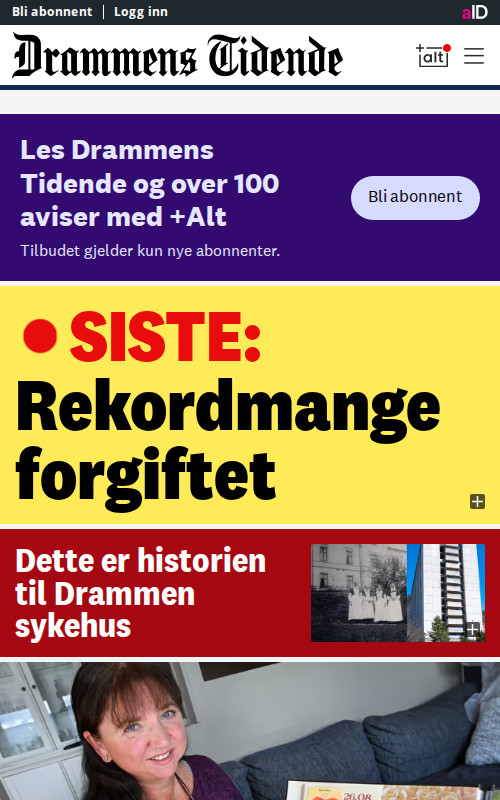 Bli abonnent | Logg inn
aID
Drammens Tidende
+alt
Les Drammens
Tidende og over 100
aviser med +Alt
Tilbudet gjelder kun nye abonnenter.
Bli abonnent
SISTE:
Rekordmange
forgiftet
Dette er historien
til Drammen
sykehus
26.08